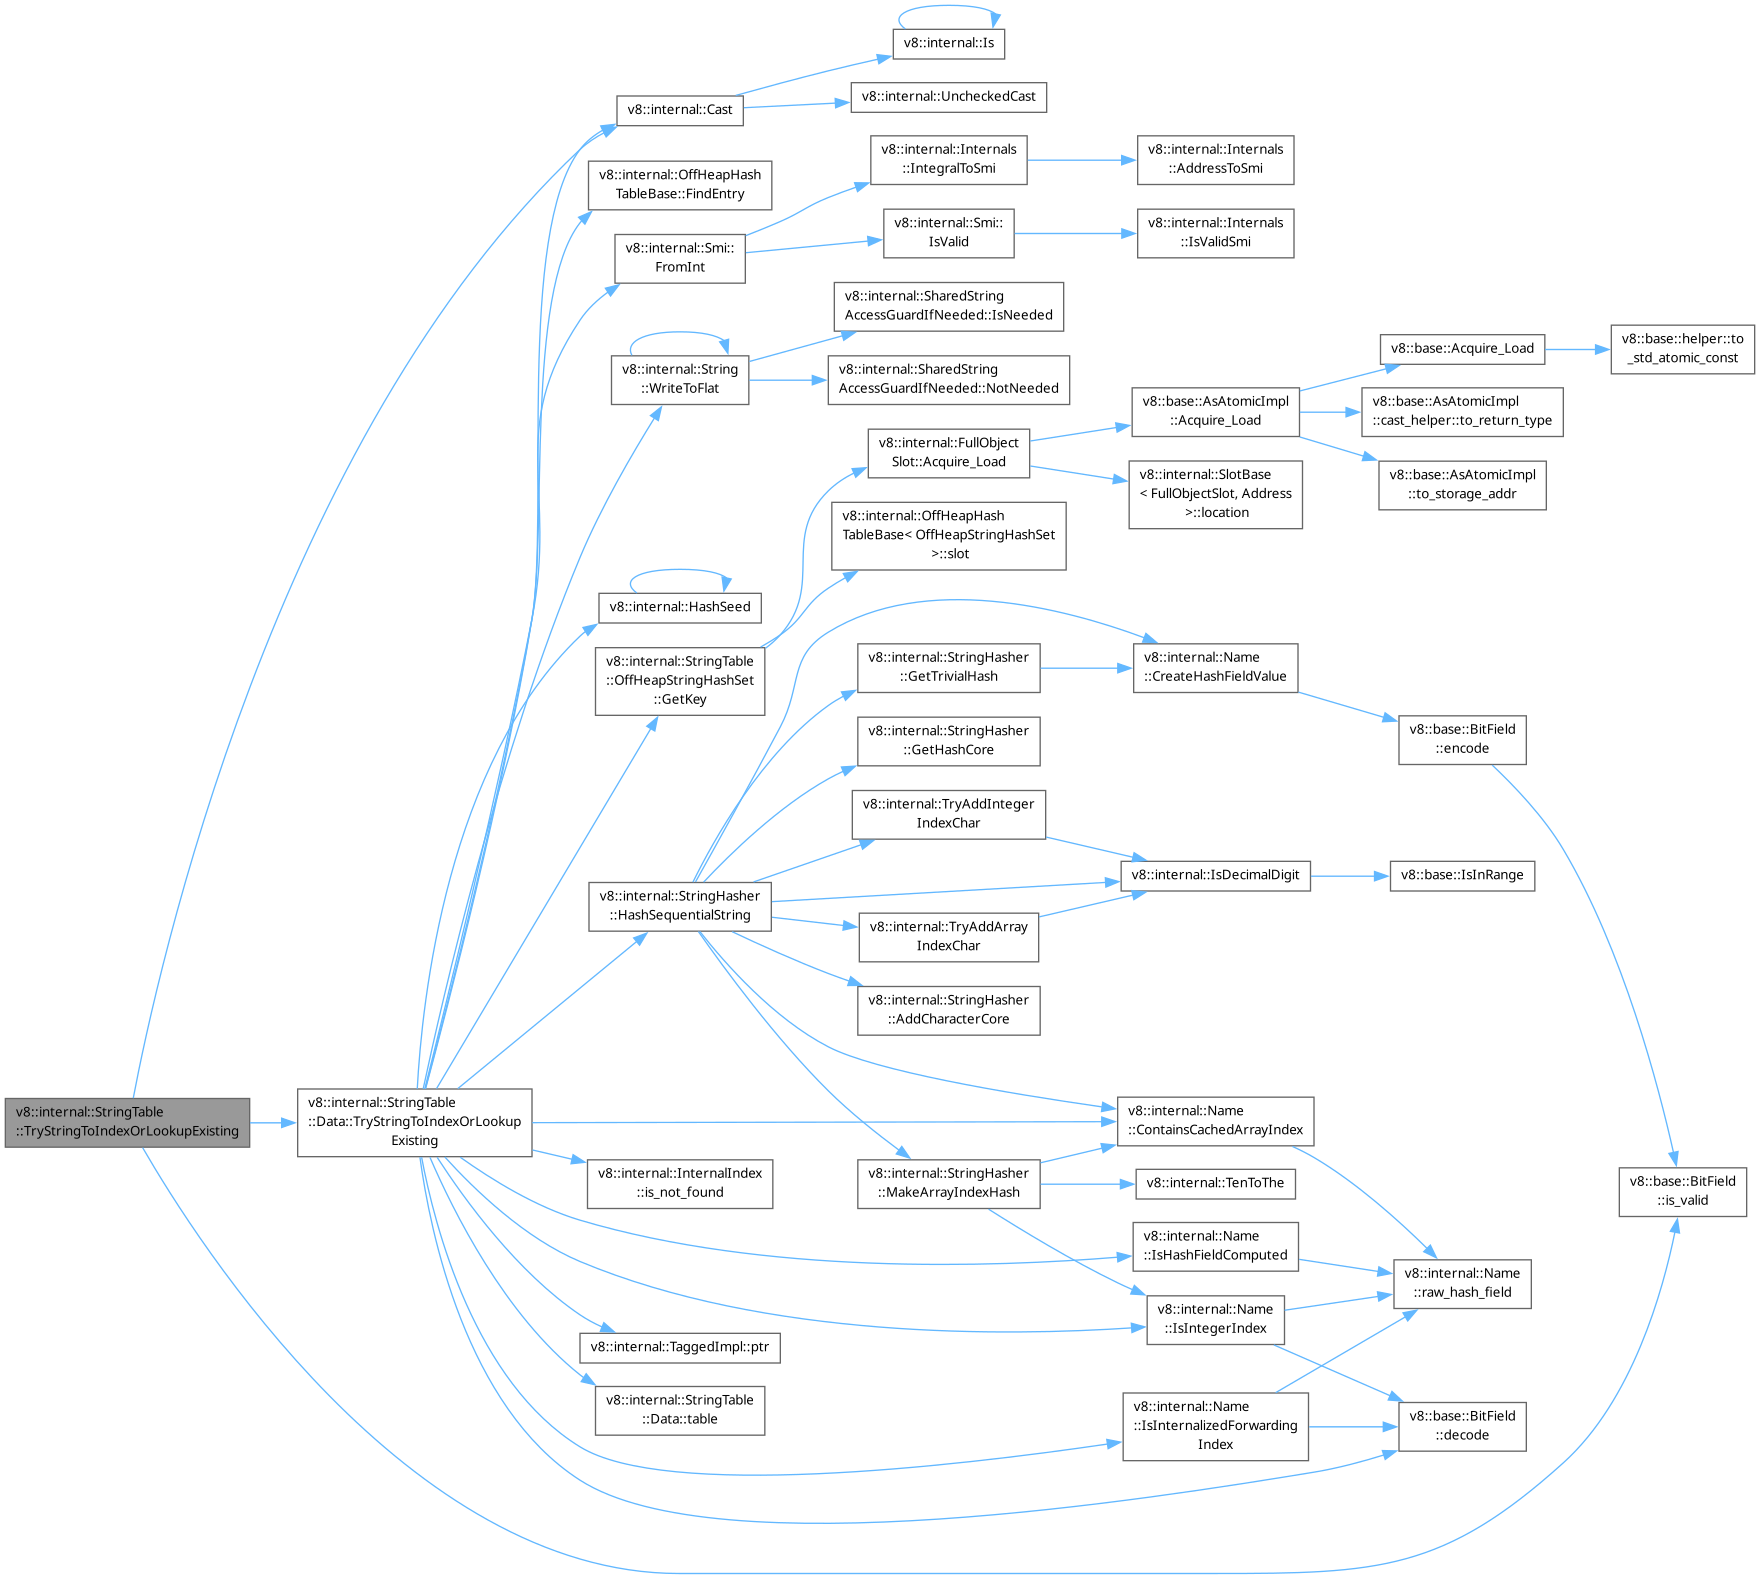 v8::internal::Is
v8::internal::Cast
v8::internal::UncheckedCast
v8::internal::Internals
::IntegralToSmi
v8::internal::Internals
::AddressToSmi
v8::internal::OffHeapHash
TableBase::FindEntry
v8::internal::Smi::
FromInt
v8::internal::Smi::
IsValid
v8::internal::Internals
::IsValidSmi
v8::internal::SharedString
AccessGuardIfNeeded::IsNeeded
v8::internal::String
::WriteToFlat
v8::internal::SharedString
AccessGuardIfNeeded::NotNeeded
v8::base::Acquire_Load
v8::base::helper::to
_std_atomic_const
v8::base::AsAtomicImpl
::Acquire_Load
v8::base::AsAtomicImpl
::cast_helper::to_return_type
v8::internal::FullObject
Slot::Acquire_Load
v8::internal::SlotBase
< FullObjectSlot, Address
>::location
v8::base::AsAtomicImpl
::to_storage_addr
v8::internal::OffHeapHash
TableBase< OffHeapStringHashSet
>::slot
v8::internal::HashSeed
v8::internal::StringTable
::OffHeapStringHashSet
::GetKey
v8::internal::StringHasher
::GetTrivialHash
v8::internal::Name
::CreateHashFieldValue
v8::internal::StringHasher
::GetHashCore
v8::base::BitField
::encode
v8::internal::TryAddInteger
IndexChar
v8::internal::StringHasher
::HashSequentialString
v8::internal::IsDecimalDigit
v8::base::IsInRange
v8::internal::TryAddArray
IndexChar
v8::internal::StringHasher
::AddCharacterCore
v8::internal::StringTable
::TryStringToIndexOrLookupExisting
v8::internal::StringTable
::Data::TryStringToIndexOrLookup
Existing
v8::internal::Name
::ContainsCachedArrayIndex
v8::internal::InternalIndex
::is_not_found
v8::internal::StringHasher
::MakeArrayIndexHash
v8::internal::TenToThe
v8::base::BitField
::is_valid
v8::internal::Name
::IsHashFieldComputed
v8::internal::Name
::raw_hash_field
v8::internal::Name
::IsIntegerIndex
v8::internal::TaggedImpl::ptr
v8::internal::StringTable
::Data::table
v8::internal::Name
::IsInternalizedForwarding
Index
v8::base::BitField
::decode